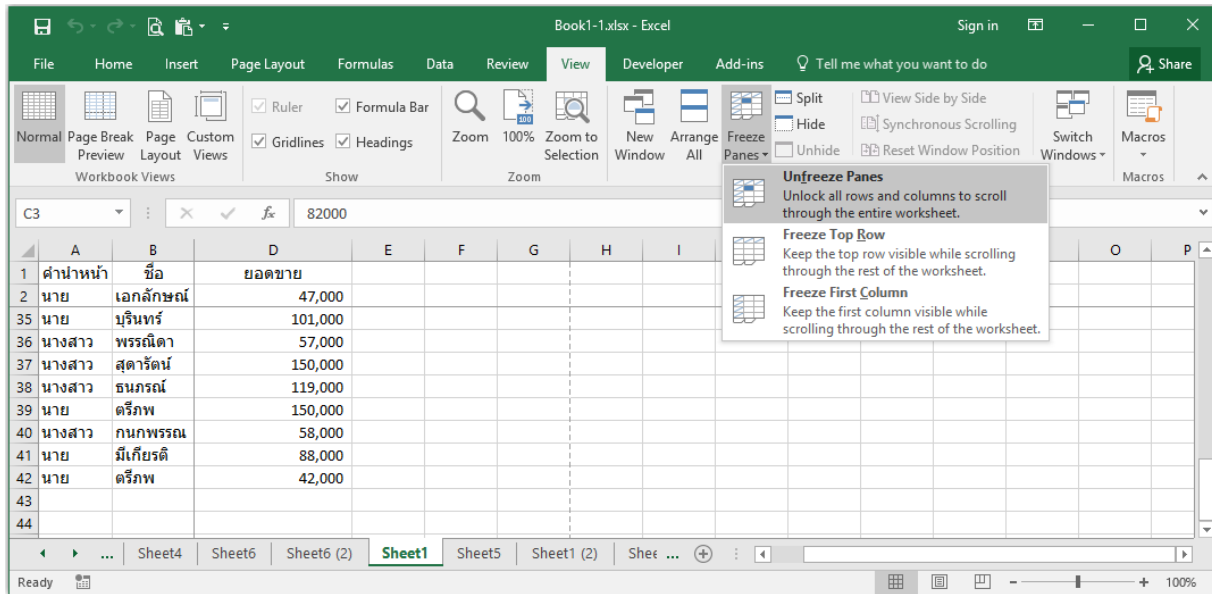 Book1-1.xlsx - Excel
Sign in
File Home Insert Page Layout Formulas Data Review View Developer Add-ins Tell me what you want to do Share
Normal Page Break Preview Page Layout Custom Views
Workbook Views
Ruler Formula Bar
Gridlines Headings
Show
Zoom 100% Zoom to Selection
Zoom
New Window Arrange All Freeze Panes
Split
Hide
Unhide
View Side by Side
Synchronous Scrolling
Reset Window Position
Switch Windows
Macros
Macros
Unfreeze Panes
Unlock all rows and columns to scroll
through the entire worksheet.
Freeze Top Row
Keep the top row visible while scrolling
through the rest of the worksheet.
Freeze First Column
Keep the first column visible while
scrolling through the rest of the worksheet.
C3 fx 82000
A B D E F G H I O P
1 คำนำหน้า ชื่อ ยอดขาย
2 นาย เอกลักษณ์ 47,000
35 นาย บุรินทร์ 101,000
36 นางสาว พรรณิดา 57,000
37 นางสาว สุดารัตน์ 150,000
38 นางสาว ธนภรณ์ 119,000
39 นาย ตรีภพ 150,000
40 นางสาว กนกพรรณ 58,000
41 นาย มีเกียรติ 88,000
42 นาย ตรีภพ 42,000
43
44
... Sheet4 Sheet6 Sheet6 (2) Sheet1 Sheet5 Sheet1 (2) Shee ...
Ready 100%